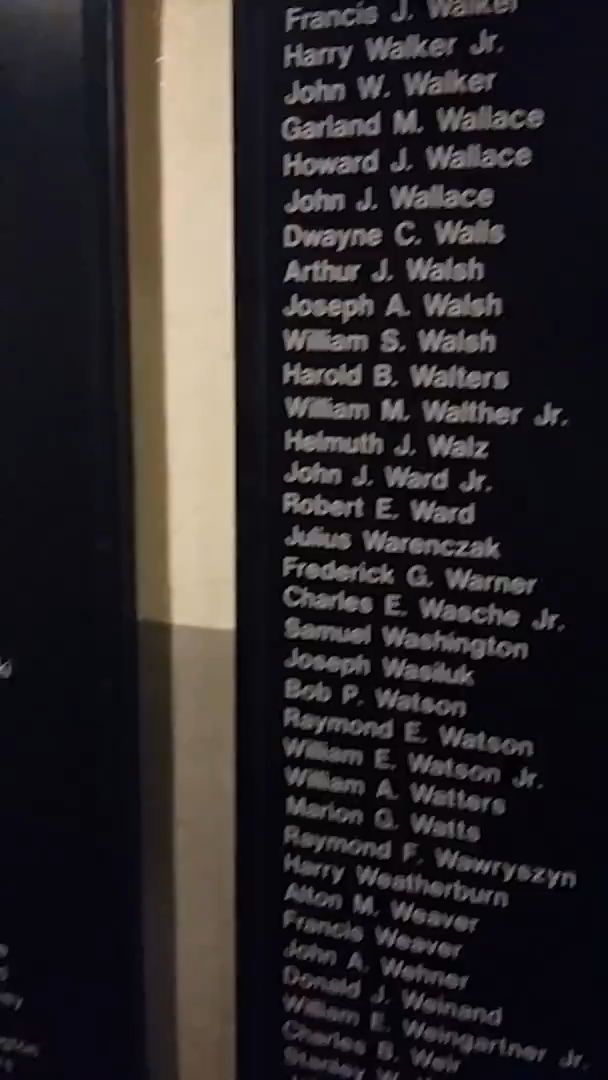 Francis J. Walker
Harry Walker Jr.
John W. Walker
Garland M. Wallace
Howard J. Wallace
John J. Wallace
Dwayne C. Walls
Arthur J. Walsh
Joseph A. Walsh
William S. Walsh
Harold B. Walters
William M. Walther Jr.
Helmuth J. Walz
John J. Ward Jr.
Robert E. Ward
Julius Warenczak
Frederick G. Warner
Charles E. Wasche Jr.
Samuel Washington
Joseph Wasiluk
Bob P. Watson
Raymond E. Watson
William E. Watson Jr.
William A. Watters
Marion G. Watts
Raymond F. Wawryszyn
Harry Weatherburn
Alton M. Weaver
Francis Weaver
John A. Wehner
Donald J. Weinand
William E. Weingartner Jr.
Charles B. Weir
Stanley W.